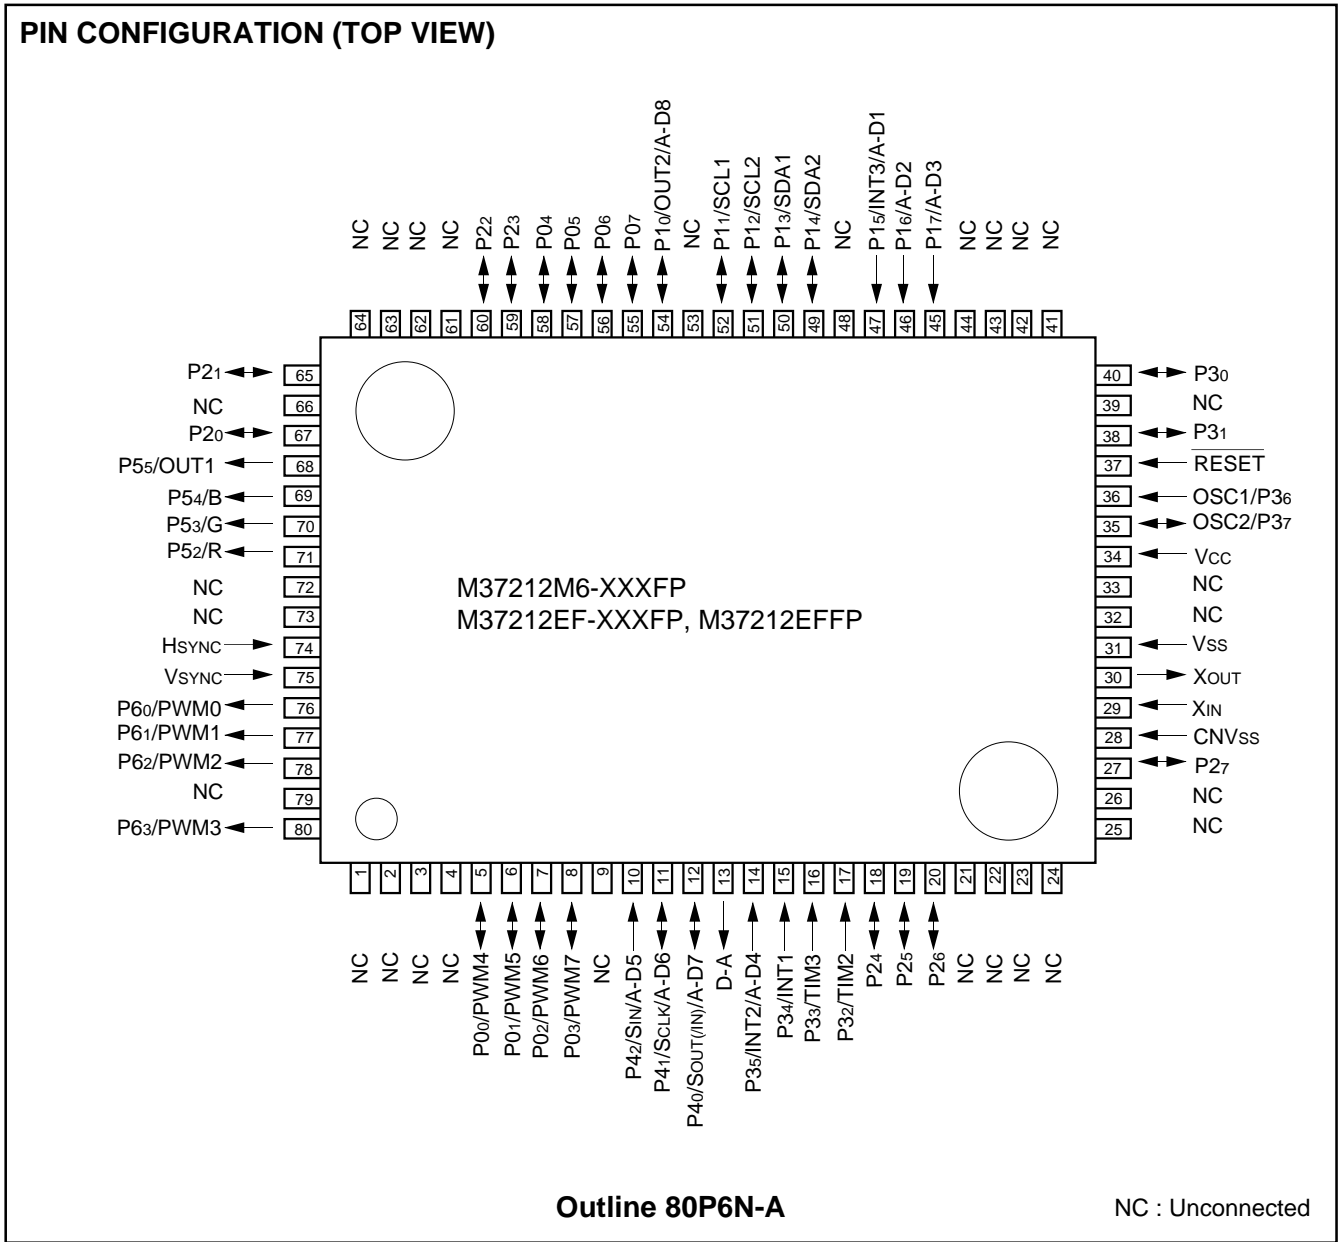 PIN CONFIGURATION (TOP VIEW)
NC
NC
NC
NC
P22
P23
P04
P05
P06
P07
P10/OUT2/A-D8
NC
P11/SCL1
P12/SCL2
P13/SDA1
P14/SDA2
NC
P15/INT3/A-D1
P16/A-D2
P17/A-D3
NC
NC
NC
NC
64 63 62 61 60 59 58 57 56 55 54 53 52 51 50 49 48 47 46 45 44 43 42 41
P21 65
NC 66
P20 67
P55/OUT1 68
P54/B 69
P53/G 70
P52/R 71
NC 72
NC 73
HSYNC 74
VSYNC 75
P60/PWM0 76
P61/PWM1 77
P62/PWM2 78
NC 79
P63/PWM3 80
M37212M6-XXXFP
M37212EF-XXXFP, M37212EFFP
40 P30
39 NC
38 P31
37 RESET
36 OSC1/P36
35 OSC2/P37
34 VCC
33 NC
32 NC
31 VSS
30 XOUT
29 XIN
28 CNVSS
27 P27
26 NC
25 NC
1 2 3 4 5 6 7 8 9 10 11 12 13 14 15 16 17 18 19 20 21 22 23 24
NC
NC
NC
NC
P00/PWM4
P01/PWM5
P02/PWM6
P03/PWM7
NC
P42/SIN/A-D5
P41/SCLK/A-D6
P40/SOUT(/IN)/A-D7
D-A
P35/INT2/A-D4
P34/INT1
P33/TIM3
P32/TIM2
P24
P25
P26
NC
NC
NC
NC
Outline 80P6N-A
NC : Unconnected